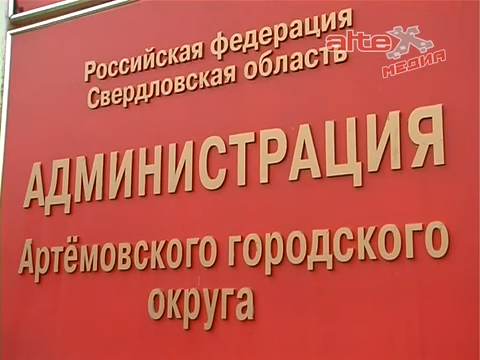 Российская федерация
Свердловская область
АДМИНИСТРАЦИЯ
Артёмовского городского
округа
alteX
МЕДИА